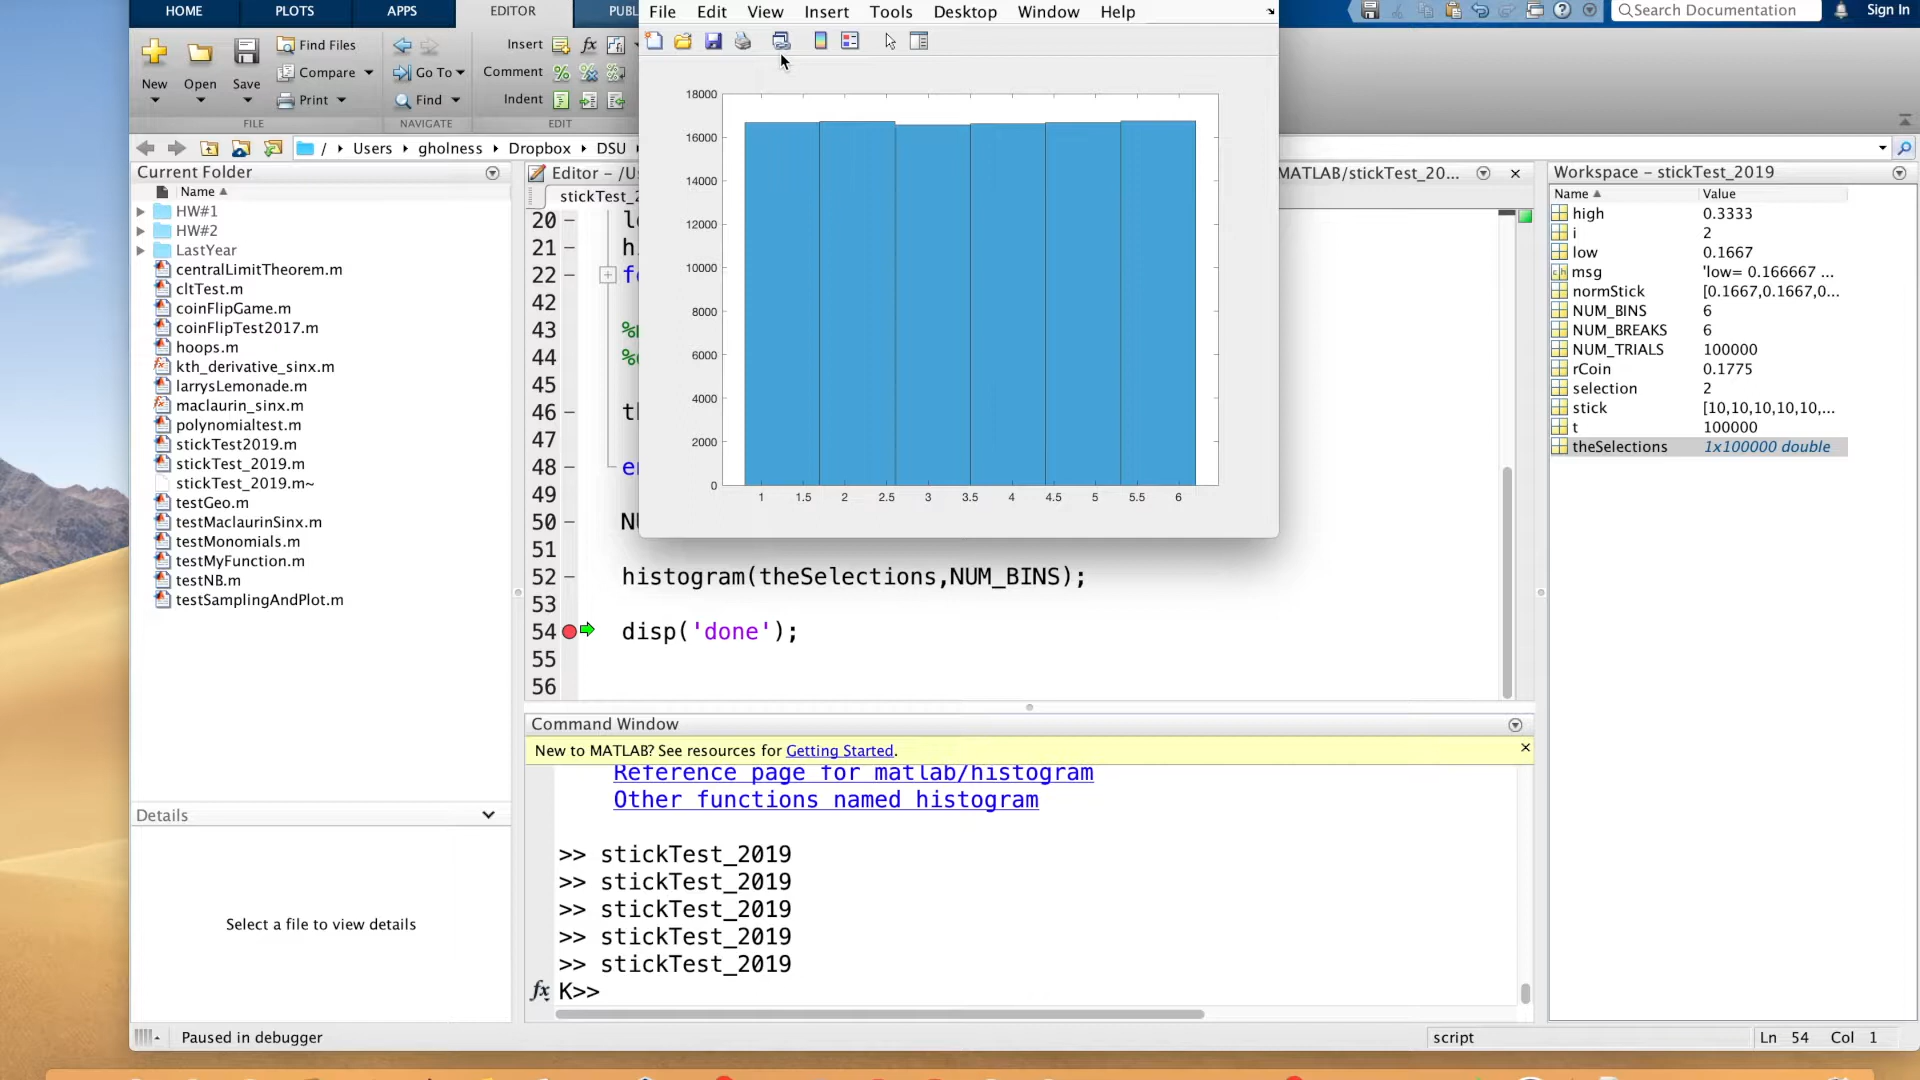 HOME
PLOTS
APPS
EDITOR
PUBL
File Edit View Insert Tools Desktop Window Help
Search Documentation
Sign In
New
Open
Save
Find Files
Compare
Print
Go To
Find
Insert
Comment
Indent
FILE
NAVIGATE
EDIT
/ Users gholness Dropbox DSU
Current Folder
Name
HW#1
HW#2
LastYear
centralLimitTheorem.m
cltTest.m
coinFlipGame.m
coinFlipTest2017.m
hoops.m
kth_derivative_sinx.m
larrysLemonade.m
maclaurin_sinx.m
polynomialtest.m
stickTest2019.m
stickTest_2019.m
stickTest_2019.m~
testGeo.m
testMaclaurinSinx.m
testMonomials.m
testMyFunction.m
testNB.m
testSamplingAndPlot.m
Details
Select a file to view details
Editor – /U
MATLAB/stickTest_20...
stickTest_2
18000
16000
14000
12000
10000
8000
6000
4000
2000
0
1 1.5 2 2.5 3 3.5 4 4.5 5 5.5 6
20 –
21 –
22 –
42
43
44
45
46 –
47
48 –
49
50 –
51
52 – histogram(theSelections,NUM_BINS);
53
54 disp('done');
55
56
Command Window
New to MATLAB? See resources for Getting Started.
Reference page for matlab/histogram
Other functions named histogram
>> stickTest_2019
>> stickTest_2019
>> stickTest_2019
>> stickTest_2019
>> stickTest_2019
fx K>>
Workspace – stickTest_2019
Name Value
high 0.3333
i 2
low 0.1667
msg 'low= 0.166667 ...
normStick [0.1667,0.1667,0...
NUM_BINS 6
NUM_BREAKS 6
NUM_TRIALS 100000
rCoin 0.1775
selection 2
stick [10,10,10,10,10,...
t 100000
theSelections 1x100000 double
Paused in debugger
script
Ln 54 Col 1